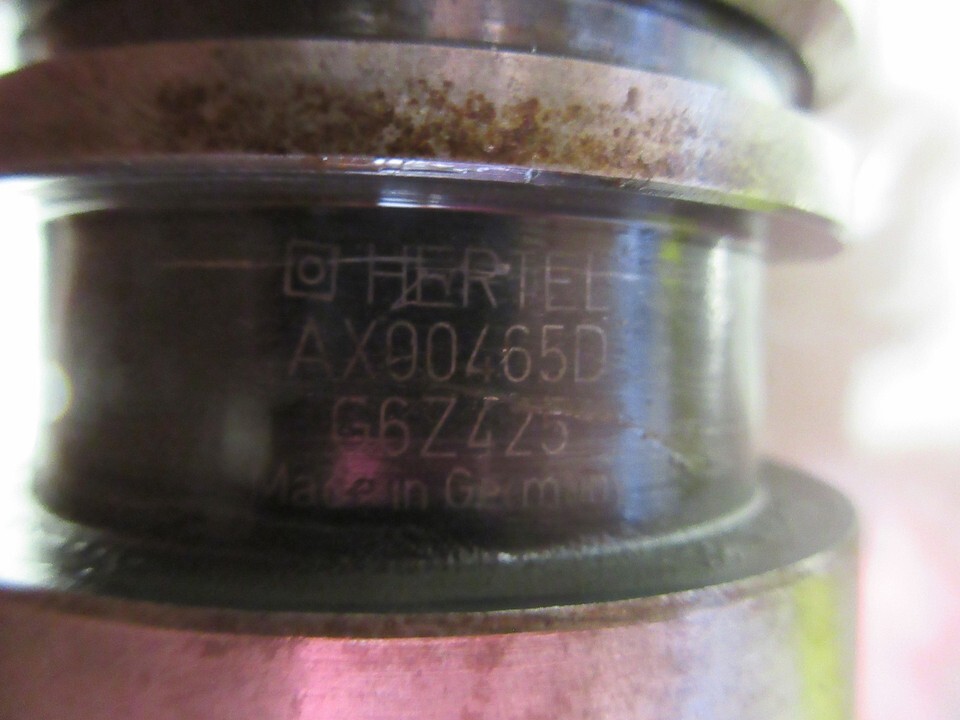 HERTEL
AX90465D
G6Z425
Made in Germany